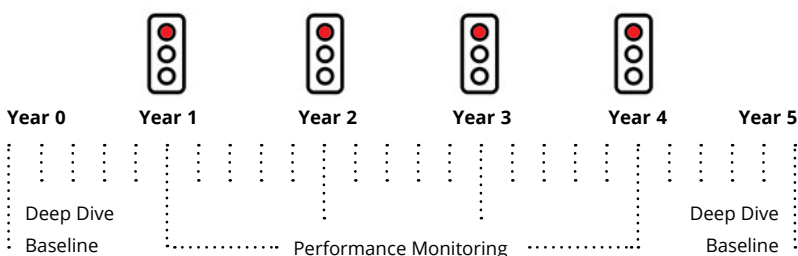 Year 0 Year 1 Year 2 Year 3 Year 4 Year 5
Deep Dive Deep Dive
Baseline Performance Monitoring Baseline